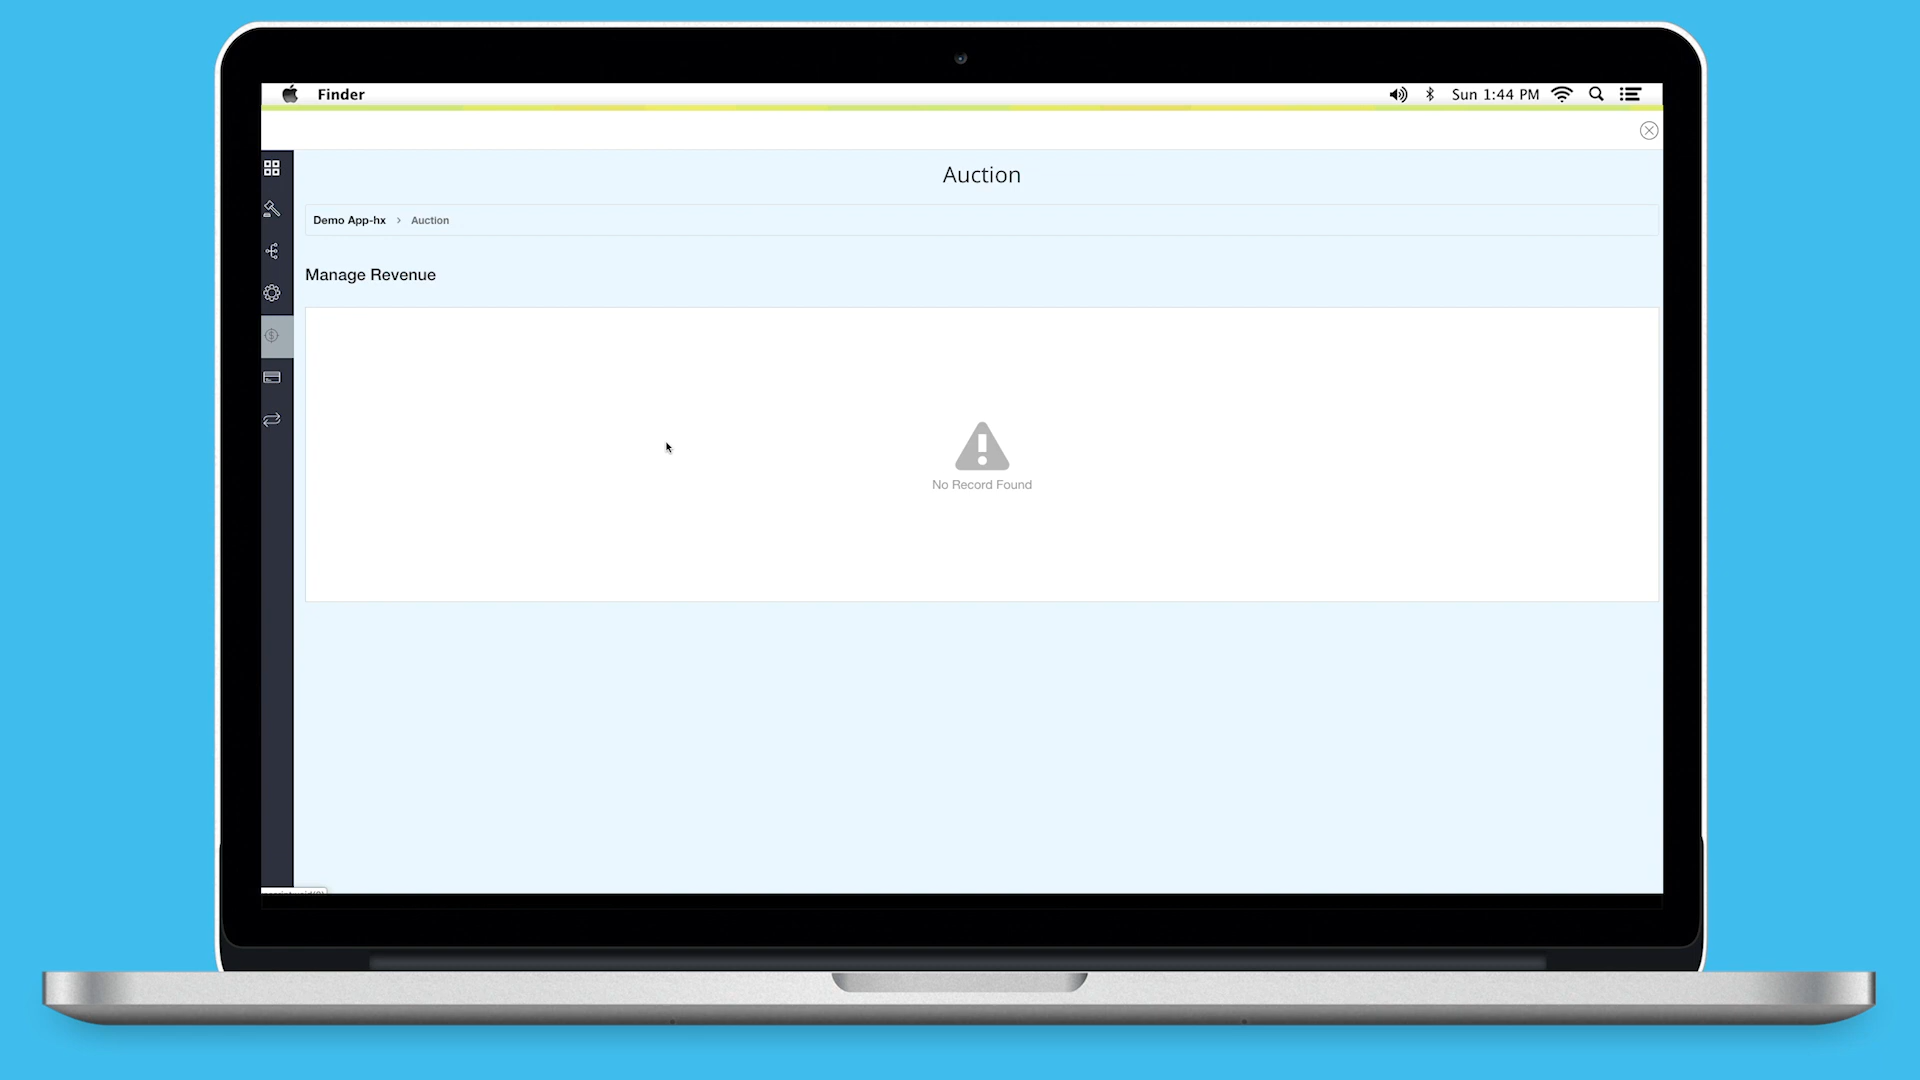 Finder
Sun 1:44 PM
Auction
Demo App-hx > Auction
Manage Revenue
No Record Found